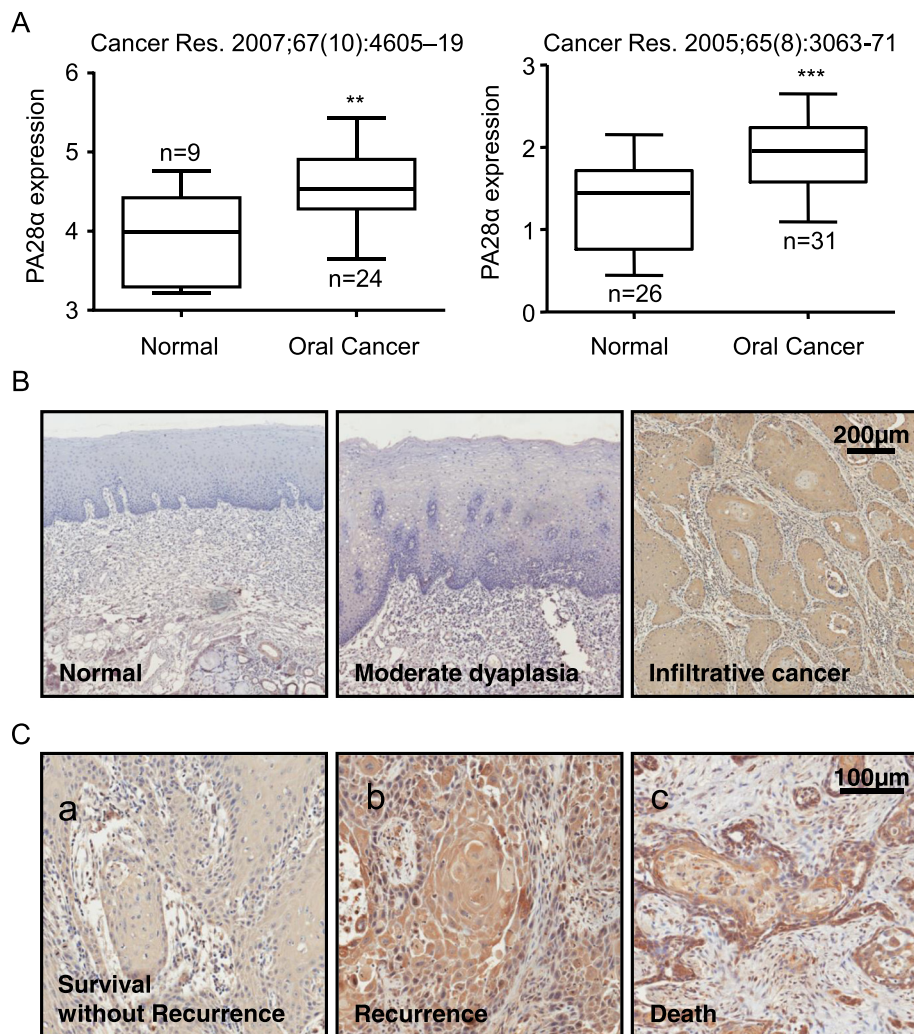 A
Cancer Res. 2007;67(10):4605–19
Cancer Res. 2005;65(8):3063-71
PA28α expression
6
5
4
3
n=9
**
n=24
Normal
Oral Cancer
PA28α expression
3
2
1
0
n=26
***
n=31
Normal
Oral Cancer
B
Normal
Moderate dyaplasia
200μm
Infiltrative cancer
C
a
Survival
without Recurrence
b
Recurrence
c
100μm
Death